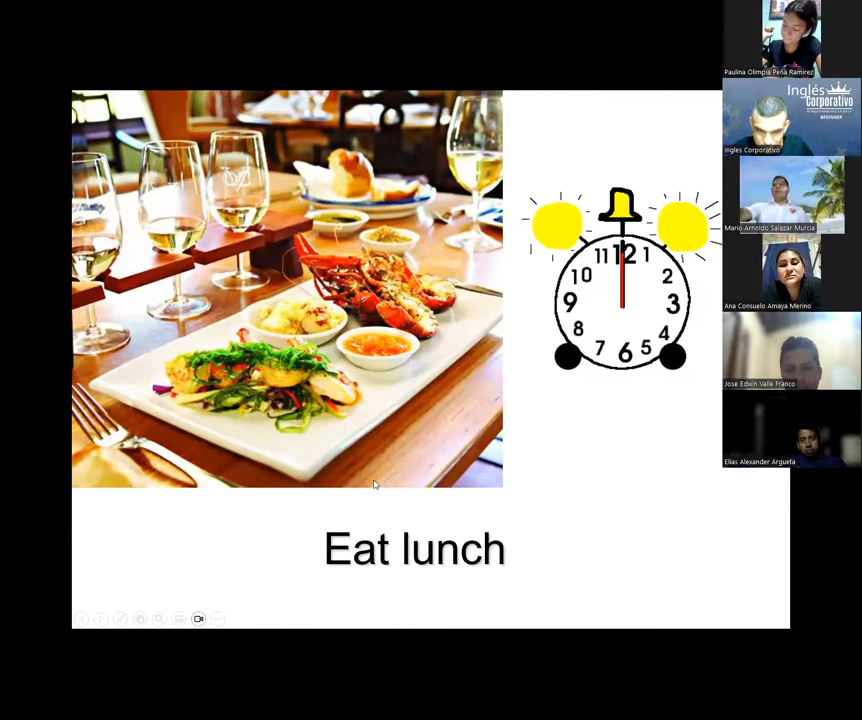 Eat lunch
11 12 1
10 2
9 3
8 4
7 6 5
Paulina Olimpia Peña Ramirez
Inglés
Corporativo
BEGINNER
Ingles Corporativo
Mario Arnoldo Salazar Murcia
Ana Consuelo Amaya Merino
Jose Edwin Valle Franco
Elias Alexander Argueta